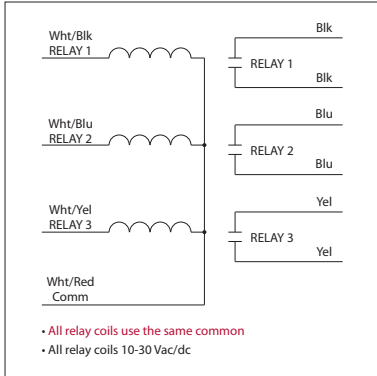 Wht/Blk
RELAY 1
Blk
RELAY 1
Blk
Wht/Blu
RELAY 2
Blu
RELAY 2
Blu
Wht/Yel
RELAY 3
Yel
RELAY 3
Yel
Wht/Red
Comm
• All relay coils use the same common
• All relay coils 10-30 Vac/dc